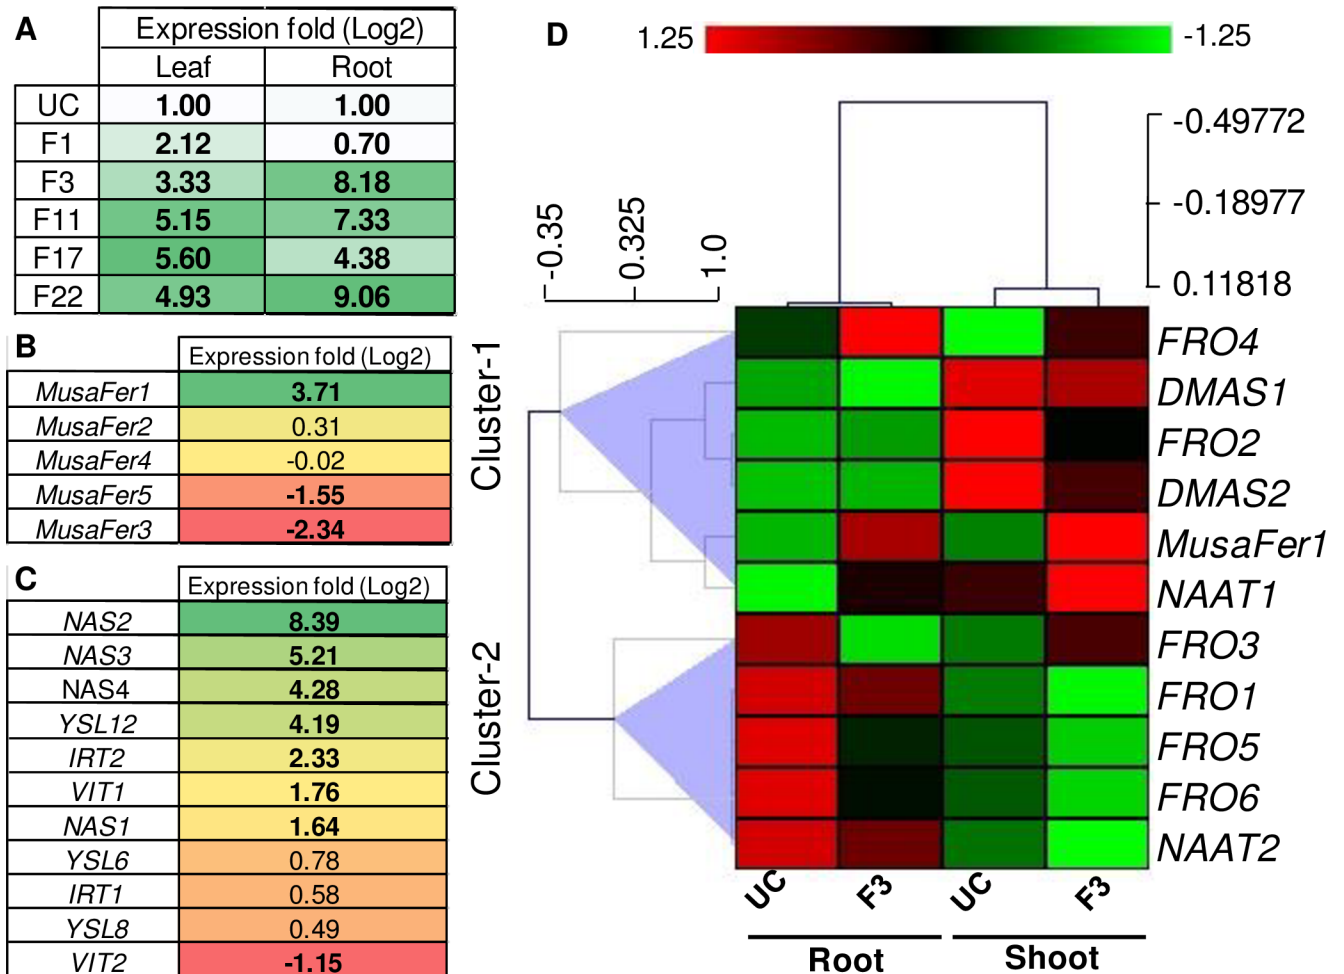 A
Expression fold (Log2)
Leaf Root
UC 1.00 1.00
F1 2.12 0.70
F3 3.33 8.18
F11 5.15 7.33
F17 5.60 4.38
F22 4.93 9.06
B
Expression fold (Log2)
MusaFer1 3.71
MusaFer2 0.31
MusaFer4 -0.02
MusaFer5 -1.55
MusaFer3 -2.34
C
Expression fold (Log2)
NAS2 8.39
NAS3 5.21
NAS4 4.28
YSL12 4.19
IRT2 2.33
VIT1 1.76
NAS1 1.64
YSL6 0.78
IRT1 0.58
YSL8 0.49
VIT2 -1.15
D
1.25 -1.25
-0.49772
-0.18977
0.11818
-0.35
0.325
1.0
Cluster-1
Cluster-2
FRO4
DMAS1
FRO2
DMAS2
MusaFer1
NAAT1
FRO3
FRO1
FRO5
FRO6
NAAT2
UC F3 UC F3
Root Shoot